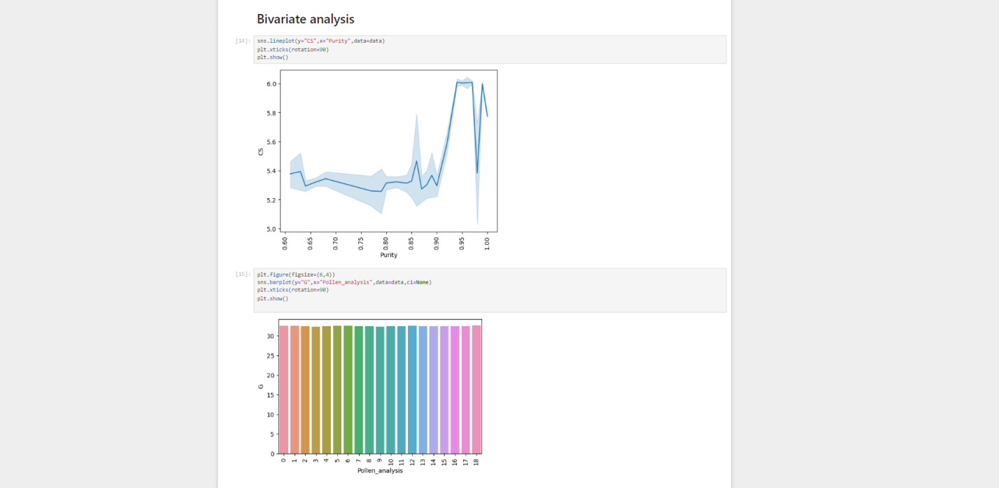 Bivariate analysis
[14]:
sns.lineplot(y="CS",x="Purity",data=data)
plt.xticks(rotation=90)
plt.show()
6.0
5.8
5.6
5.4
5.2
5.0
CS
0.60 0.65 0.70 0.75 0.80 0.85 0.90 0.95 1.00
Purity
[15]:
plt.figure(figsize=(6,4))
sns.barplot(y="G",x="Pollen_analysis",data=data,ci=None)
plt.xticks(rotation=90)
plt.show()
30
25
20
15
10
5
0
G
0 1 2 3 4 5 6 7 8 9 10 11 12 13 14 15 16 17 18
Pollen_analysis